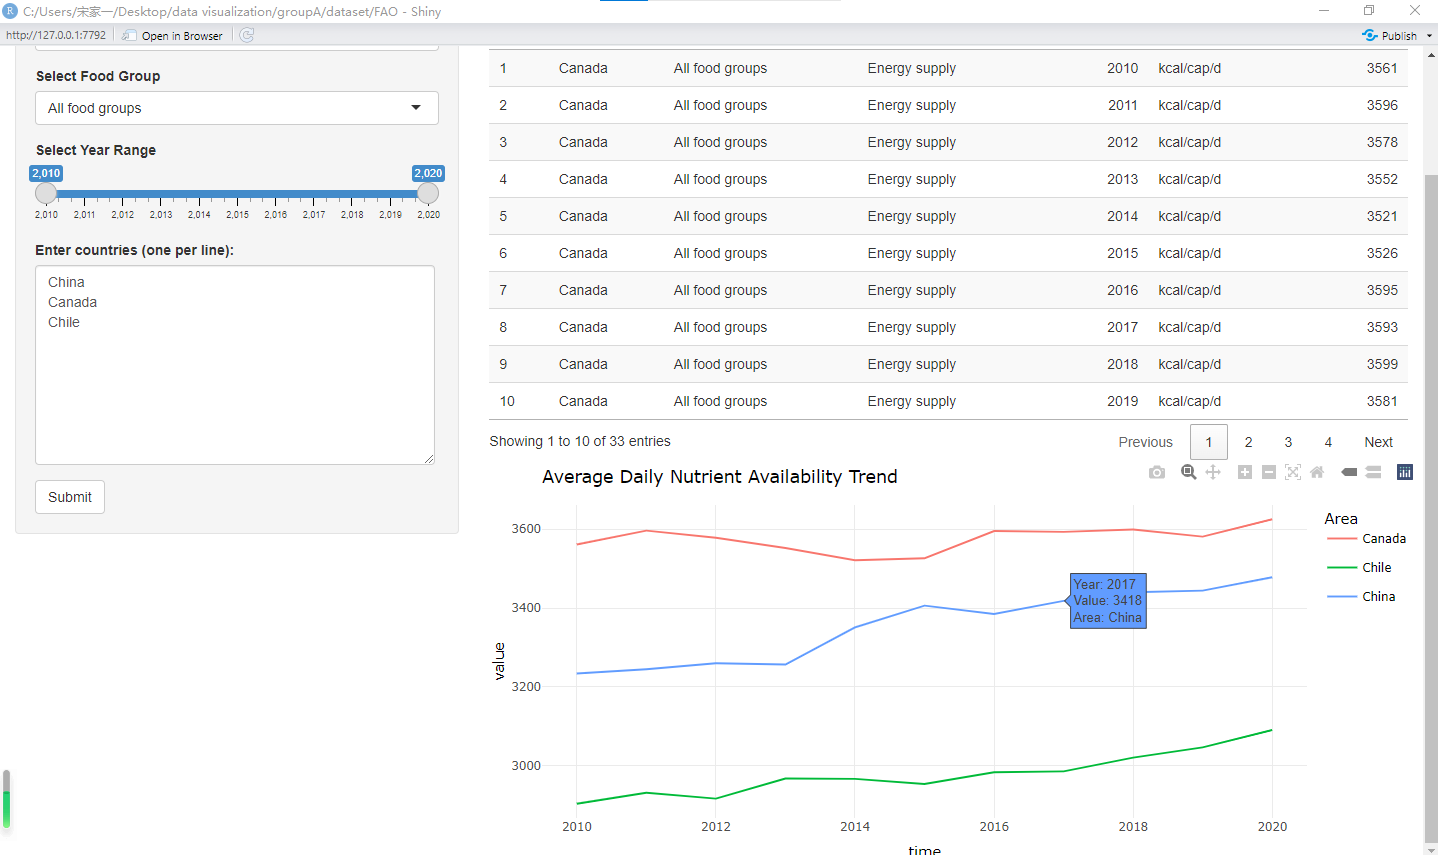 C:/Users/宋家一/Desktop/data visualization/groupA/dataset/FAO - Shiny
http://127.0.0.1:7792 Open in Browser Publish
Select Food Group
All food groups
Select Year Range
2,010 2,020
2,010 2,011 2,012 2,013 2,014 2,015 2,016 2,017 2,018 2,019 2,020
Enter countries (one per line):
China
Canada
Chile
Submit
1 Canada All food groups Energy supply 2010 kcal/cap/d 3561
2 Canada All food groups Energy supply 2011 kcal/cap/d 3596
3 Canada All food groups Energy supply 2012 kcal/cap/d 3578
4 Canada All food groups Energy supply 2013 kcal/cap/d 3552
5 Canada All food groups Energy supply 2014 kcal/cap/d 3521
6 Canada All food groups Energy supply 2015 kcal/cap/d 3526
7 Canada All food groups Energy supply 2016 kcal/cap/d 3595
8 Canada All food groups Energy supply 2017 kcal/cap/d 3593
9 Canada All food groups Energy supply 2018 kcal/cap/d 3599
10 Canada All food groups Energy supply 2019 kcal/cap/d 3581
Showing 1 to 10 of 33 entries Previous 1 2 3 4 Next
Average Daily Nutrient Availability Trend
3600
3400
3200
3000
value
Year: 2017
Value: 3418
Area: China
Area
Canada
Chile
China
2010 2012 2014 2016 2018 2020
time